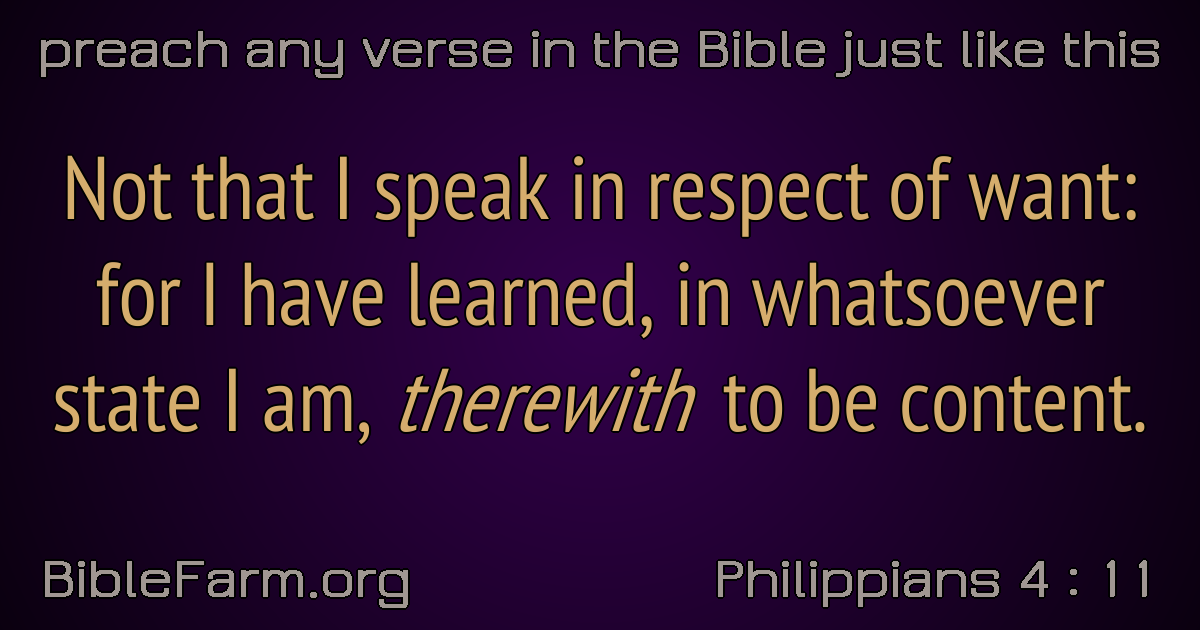 preach any verse in the Bible just like this
Not that I speak in respect of want:
for I have learned, in whatsoever
state I am, therewith to be content.
BibleFarm.org
Philippians 4 : 11